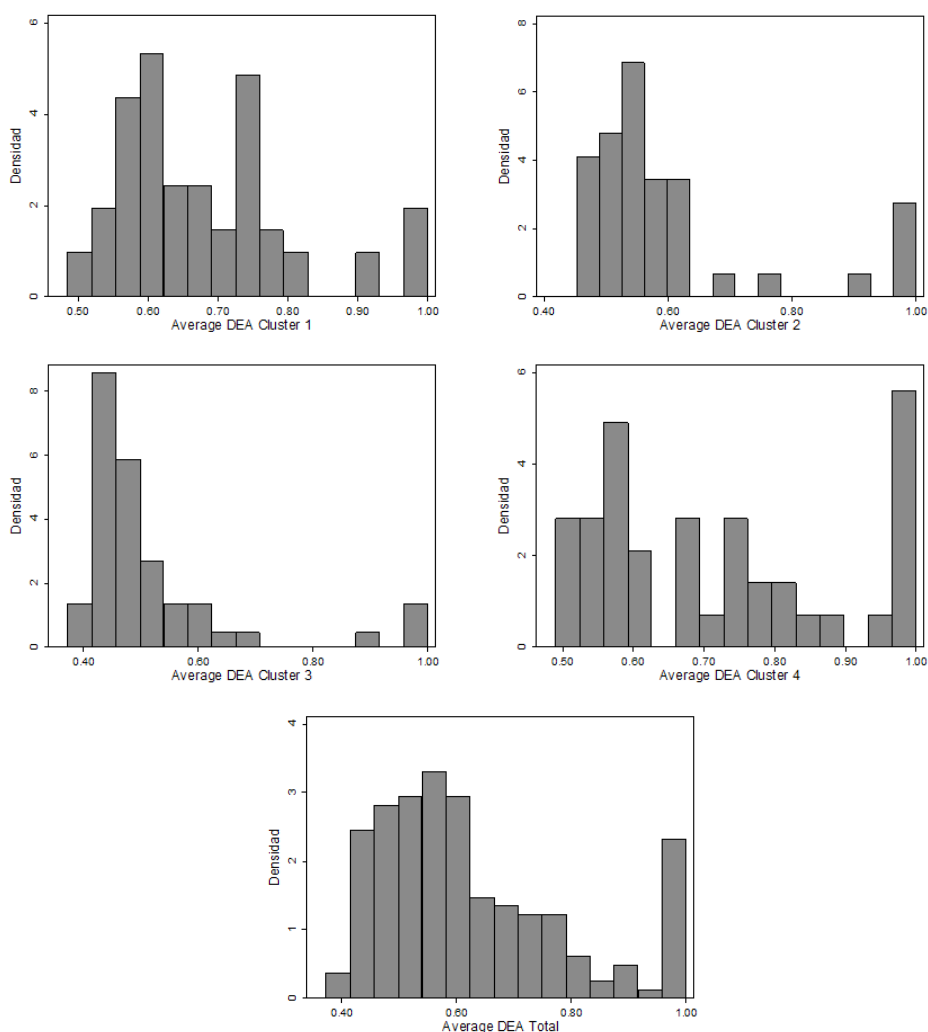 6
4
2
0
Densidad
0.50 0.60 0.70 0.80 0.90 1.00
Average DEA Cluster 1
8
6
4
2
0
Densidad
0.40 0.60 0.80 1.00
Average DEA Cluster 2
8
6
4
2
0
Densidad
0.40 0.60 0.80 1.00
Average DEA Cluster 3
6
4
2
0
Densidad
0.50 0.60 0.70 0.80 0.90 1.00
Average DEA Cluster 4
4
3
2
1
0
Densidad
0.40 0.60 0.80 1.00
Average DEA Total